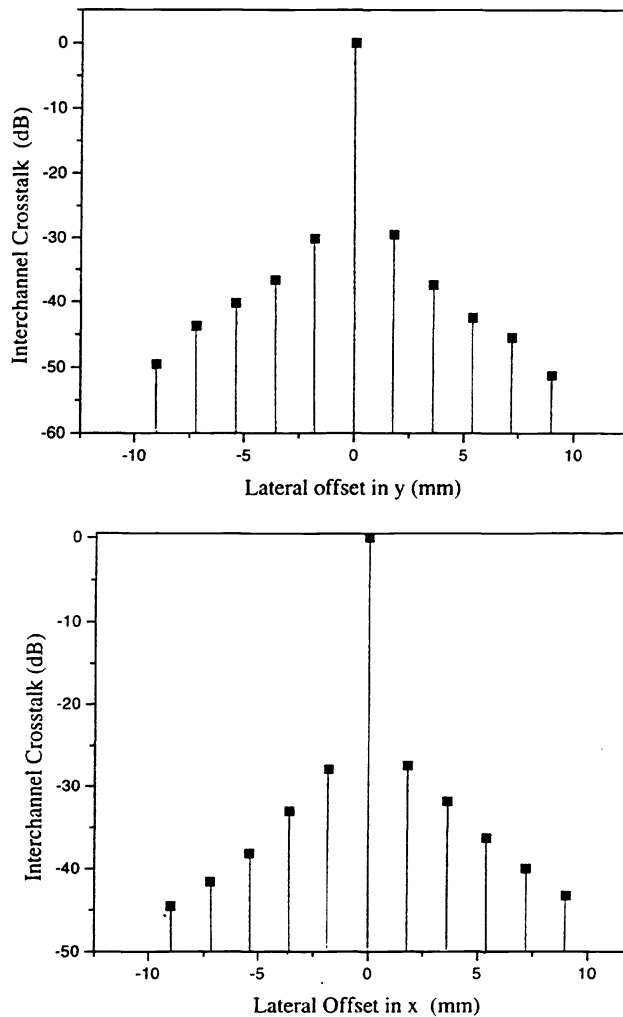 0
-10
-20
-30
-40
-50
-60
Interchannel Crosstalk (dB)
-10 -5 0 5 10
Lateral offset in y (mm)
0
-10
-20
-30
-40
-50
Interchannel Crosstalk (dB)
-10 -5 0 5 10
Lateral Offset in x (mm)